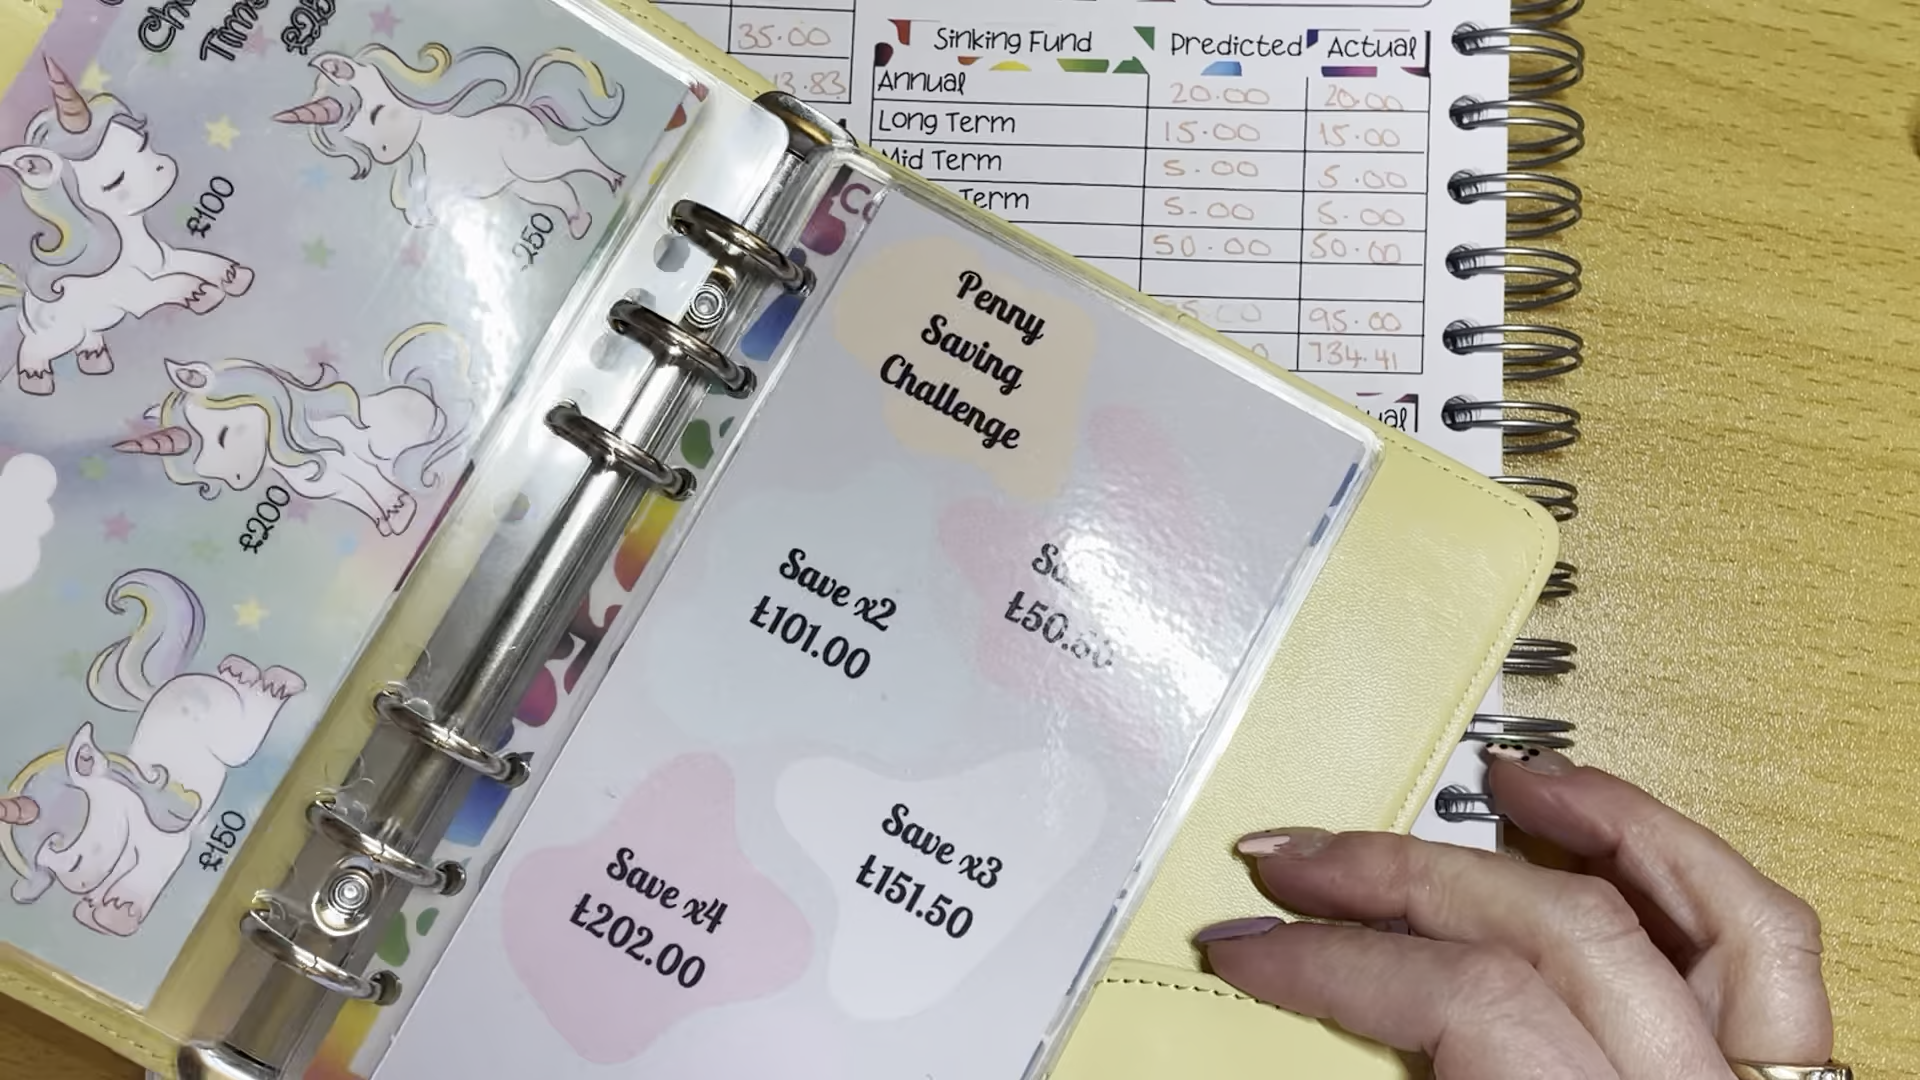 £250
£100
250
£200
£150
35.00
13.83
Sinking Fund Predicted Actual
Annual 20.00 20.00
Long Term 15.00 15.00
Mid Term 5.00 5.00
Term 5.00 5.00
50.00 50.00
95.00
734.41
Penny
Saving
Challenge
Save x2
£101.00
£50.50
Save x4
£202.00
Save x3
£151.50